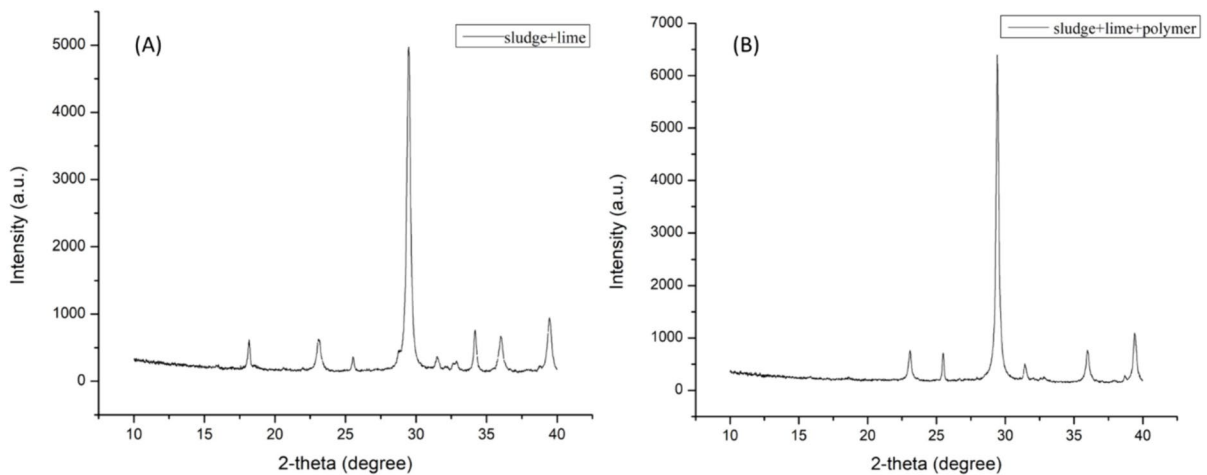 (A)
sludge+lime
5000
4000
3000
2000
1000
0
Intensity (a.u.)
10 15 20 25 30 35 40
2-theta (degree)
(B)
sludge+lime+polymer
7000
6000
5000
4000
3000
2000
1000
0
Intensity (a.u.)
10 15 20 25 30 35 40
2-theta (degree)